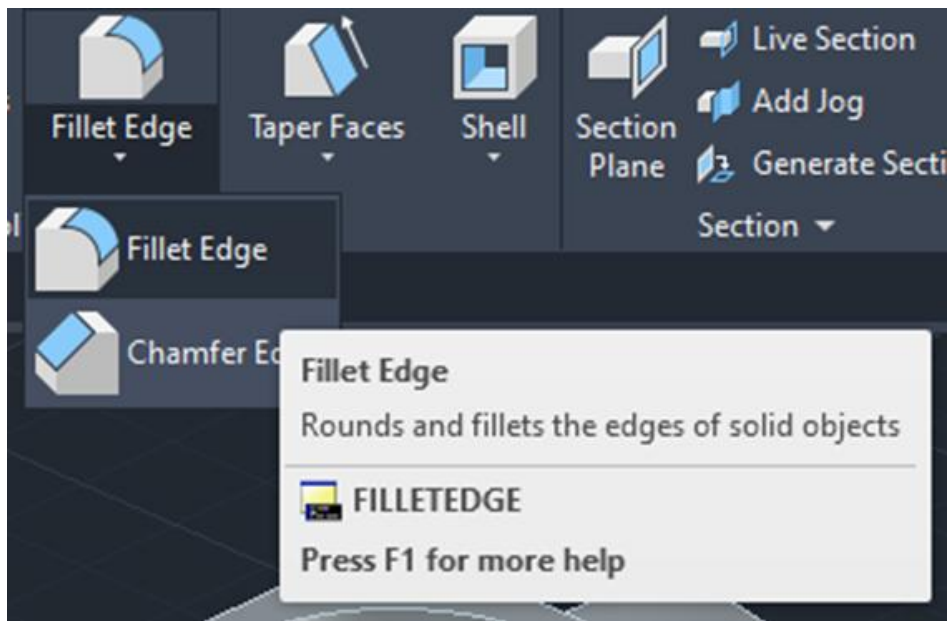 Fillet Edge
Taper Faces
Shell
Section
Plane
Live Section
Add Jog
Generate Secti
Section
Fillet Edge
Chamfer Ed
Fillet Edge
Rounds and fillets the edges of solid objects
FILLETEDGE
Press F1 for more help